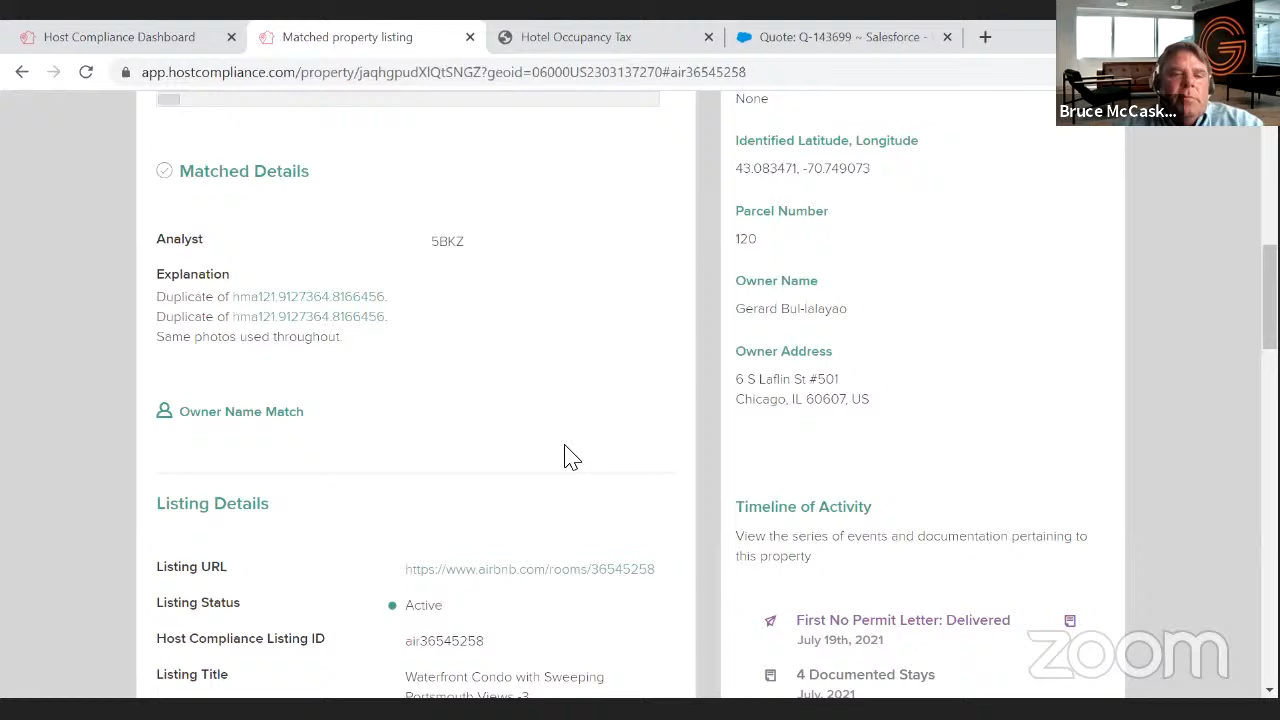 Host Compliance Dashboard
Matched property listing
Hotel Occupancy Tax
Quote: Q-143699 ~ Salesforce -
app.hostcompliance.com/property/jaqhgpudXlQtSNGZ?geoid=06000US2303137270#air36545258
Bruce McCask...
Matched Details
Analyst
5BKZ
Explanation
Duplicate of hma121.9127364.8166456.
Duplicate of hma121.9127364.8166456.
Same photos used throughout.
Owner Name Match
Listing Details
Listing URL
https://www.airbnb.com/rooms/36545258
Listing Status
Active
Host Compliance Listing ID
air36545258
Listing Title
Waterfront Condo with Sweeping
Portsmouth Views -3
None
Identified Latitude, Longitude
43.083471, -70.749073
Parcel Number
120
Owner Name
Gerard Bul-lalayao
Owner Address
6 S Laflin St #501
Chicago, IL 60607, US
Timeline of Activity
View the series of events and documentation pertaining to
this property
First No Permit Letter: Delivered
July 19th, 2021
4 Documented Stays
July, 2021
zoom